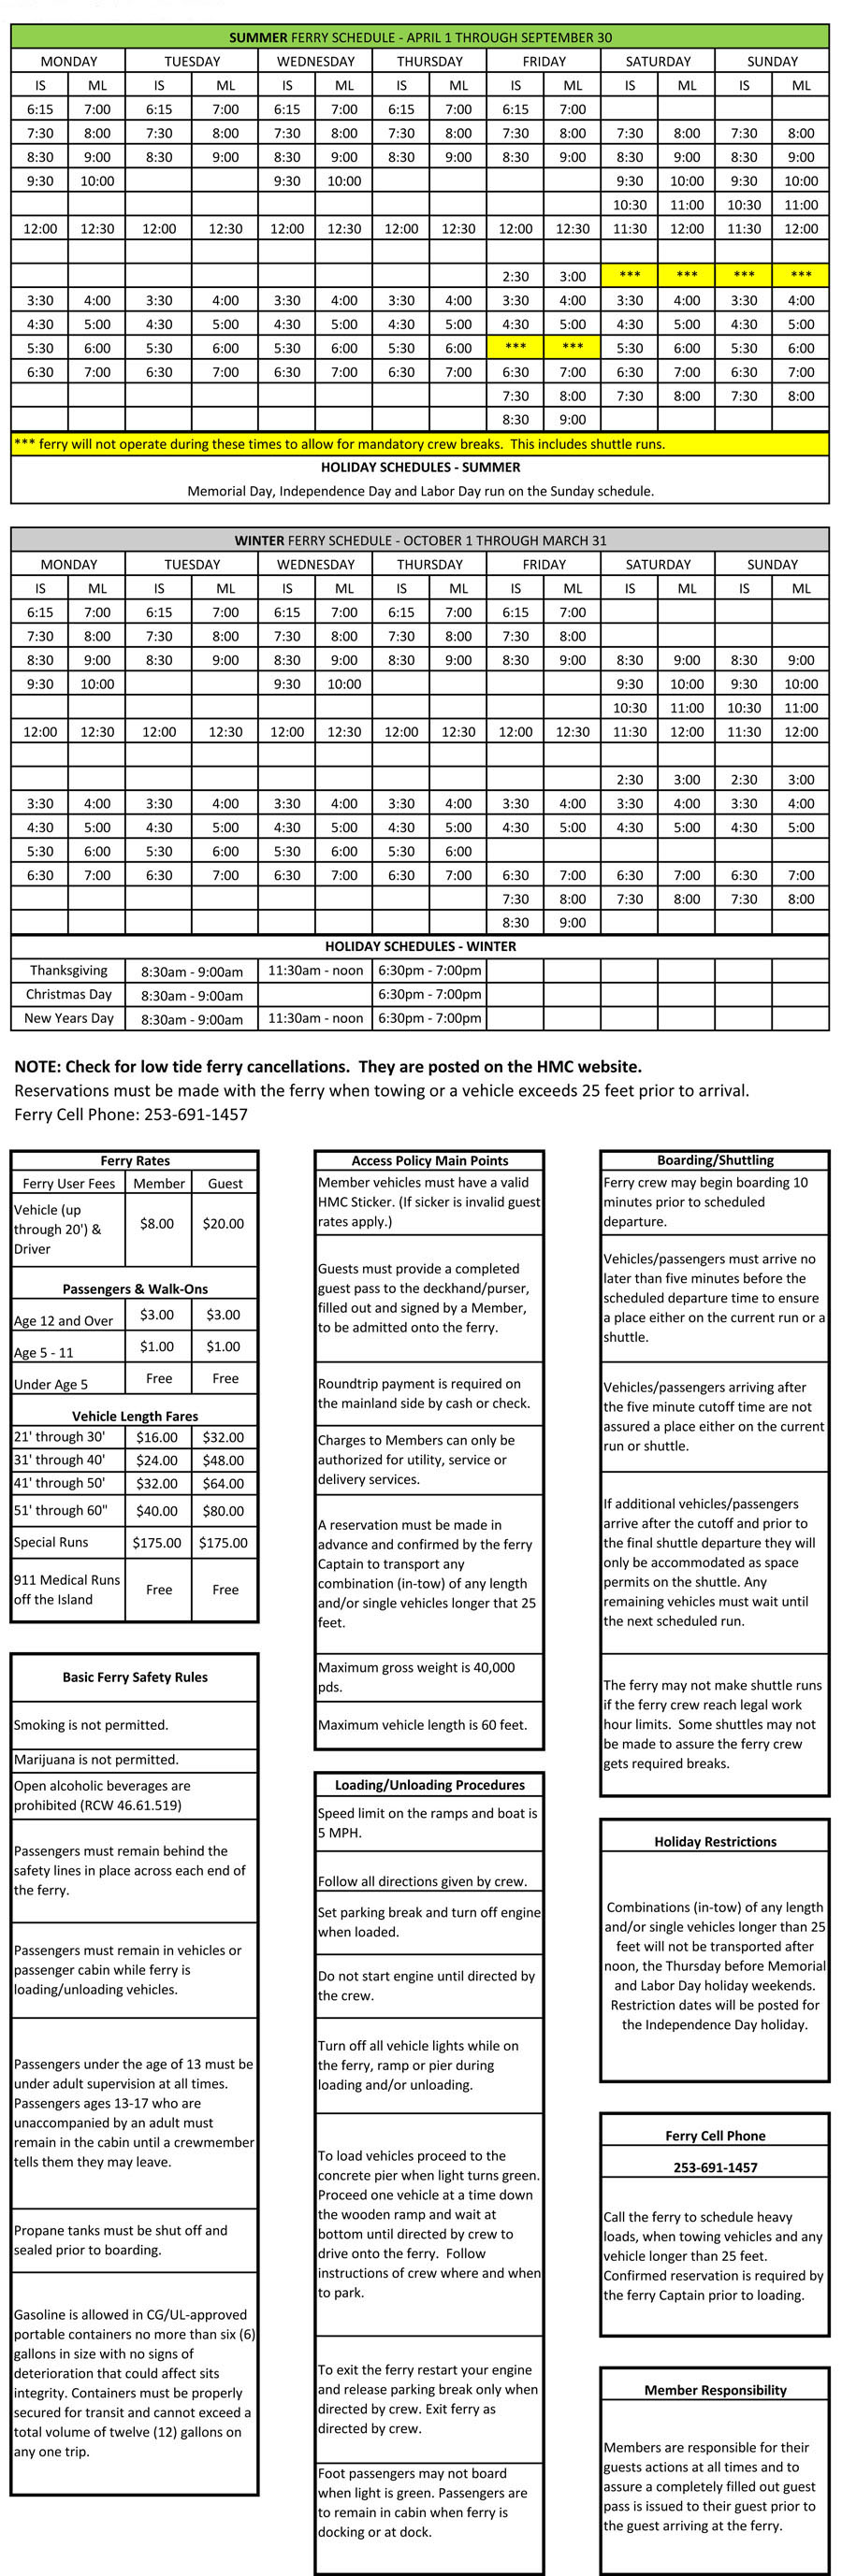 SUMMER FERRY SCHEDULE - APRIL 1 THROUGH SEPTEMBER 30
MONDAY TUESDAY WEDNESDAY THURSDAY FRIDAY SATURDAY SUNDAY
IS ML IS ML IS ML IS ML IS ML IS ML IS ML
6:15 7:00 6:15 7:00 6:15 7:00 6:15 7:00 6:15 7:00
7:30 8:00 7:30 8:00 7:30 8:00 7:30 8:00 7:30 8:00 7:30 8:00 7:30 8:00
8:30 9:00 8:30 9:00 8:30 9:00 8:30 9:00 8:30 9:00 8:30 9:00 8:30 9:00
9:30 10:00 9:30 10:00 9:30 10:00 9:30 10:00
10:30 11:00 10:30 11:00
12:00 12:30 12:00 12:30 12:00 12:30 12:00 12:30 12:00 12:30 11:30 12:00 11:30 12:00
2:30 3:00 *** *** *** ***
3:30 4:00 3:30 4:00 3:30 4:00 3:30 4:00 3:30 4:00 3:30 4:00 3:30 4:00
4:30 5:00 4:30 5:00 4:30 5:00 4:30 5:00 4:30 5:00 4:30 5:00 4:30 5:00
5:30 6:00 5:30 6:00 5:30 6:00 5:30 6:00 *** *** 5:30 6:00 5:30 6:00
6:30 7:00 6:30 7:00 6:30 7:00 6:30 7:00 6:30 7:00 6:30 7:00 6:30 7:00
7:30 8:00 7:30 8:00 7:30 8:00
8:30 9:00
*** ferry will not operate during these times to allow for mandatory crew breaks. This includes shuttle runs.
HOLIDAY SCHEDULES - SUMMER
Memorial Day, Independence Day and Labor Day run on the Sunday schedule.
WINTER FERRY SCHEDULE - OCTOBER 1 THROUGH MARCH 31
MONDAY TUESDAY WEDNESDAY THURSDAY FRIDAY SATURDAY SUNDAY
IS ML IS ML IS ML IS ML IS ML IS ML IS ML
6:15 7:00 6:15 7:00 6:15 7:00 6:15 7:00 6:15 7:00
7:30 8:00 7:30 8:00 7:30 8:00 7:30 8:00 7:30 8:00
8:30 9:00 8:30 9:00 8:30 9:00 8:30 9:00 8:30 9:00 8:30 9:00 8:30 9:00
9:30 10:00 9:30 10:00 9:30 10:00 9:30 10:00
10:30 11:00 10:30 11:00
12:00 12:30 12:00 12:30 12:00 12:30 12:00 12:30 12:00 12:30 11:30 12:00 11:30 12:00
2:30 3:00 2:30 3:00
3:30 4:00 3:30 4:00 3:30 4:00 3:30 4:00 3:30 4:00 3:30 4:00 3:30 4:00
4:30 5:00 4:30 5:00 4:30 5:00 4:30 5:00 4:30 5:00 4:30 5:00 4:30 5:00
5:30 6:00 5:30 6:00 5:30 6:00 5:30 6:00
6:30 7:00 6:30 7:00 6:30 7:00 6:30 7:00 6:30 7:00 6:30 7:00 6:30 7:00
7:30 8:00 7:30 8:00 7:30 8:00
8:30 9:00
HOLIDAY SCHEDULES - WINTER
Thanksgiving 8:30am - 9:00am 11:30am - noon 6:30pm - 7:00pm
Christmas Day 8:30am - 9:00am 6:30pm - 7:00pm
New Years Day 8:30am - 9:00am 11:30am - noon 6:30pm - 7:00pm
NOTE: Check for low tide ferry cancellations. They are posted on the HMC website.
Reservations must be made with the ferry when towing or a vehicle exceeds 25 feet prior to arrival.
Ferry Cell Phone: 253-691-1457
Ferry Rates
Ferry User Fees Member Guest
Vehicle (up
through 20') & $8.00 $20.00
Driver
Passengers & Walk-Ons
Age 12 and Over $3.00 $3.00
Age 5 - 11 $1.00 $1.00
Under Age 5 Free Free
Vehicle Length Fares
21' through 30' $16.00 $32.00
31' through 40' $24.00 $48.00
41' through 50' $32.00 $64.00
51' through 60" $40.00 $80.00
Special Runs $175.00 $175.00
911 Medical Runs
off the Island Free Free
Basic Ferry Safety Rules
Smoking is not permitted.
Marijuana is not permitted.
Open alcoholic beverages are
prohibited (RCW 46.61.519)
Passengers must remain behind the
safety lines in place across each end of
the ferry.
Passengers must remain in vehicles or
passenger cabin while ferry is
loading/unloading vehicles.
Passengers under the age of 13 must be
under adult supervision at all times.
Passengers ages 13-17 who are
unaccompanied by an adult must
remain in the cabin until a crewmember
tells them they may leave.
Propane tanks must be shut off and
sealed prior to boarding.
Gasoline is allowed in CG/UL-approved
portable containers no more than six (6)
gallons in size with no signs of
deterioration that could affect sits
integrity. Containers must be properly
secured for transit and cannot exceed a
total volume of twelve (12) gallons on
any one trip.
Access Policy Main Points
Member vehicles must have a valid
HMC Sticker. (If sicker is invalid guest
rates apply.)
Guests must provide a completed
guest pass to the deckhand/purser,
filled out and signed by a Member,
to be admitted onto the ferry.
Roundtrip payment is required on
the mainland side by cash or check.
Charges to Members can only be
authorized for utility, service or
delivery services.
A reservation must be made in
advance and confirmed by the ferry
Captain to transport any
combination (in-tow) of any length
and/or single vehicles longer that 25
feet.
Maximum gross weight is 40,000
pds.
Maximum vehicle length is 60 feet.
Loading/Unloading Procedures
Speed limit on the ramps and boat is
5 MPH.
Follow all directions given by crew.
Set parking break and turn off engine
when loaded.
Do not start engine until directed by
the crew.
Turn off all vehicle lights while on
the ferry, ramp or pier during
loading and/or unloading.
To load vehicles proceed to the
concrete pier when light turns green.
Proceed one vehicle at a time down
the wooden ramp and wait at
bottom until directed by crew to
drive onto the ferry. Follow
instructions of crew where and when
to park.
To exit the ferry restart your engine
and release parking break only when
directed by crew. Exit ferry as
directed by crew.
Foot passengers may not board
when light is green. Passengers are
to remain in cabin when ferry is
docking or at dock.
Boarding/Shuttling
Ferry crew may begin boarding 10
minutes prior to scheduled
departure.
Vehicles/passengers must arrive no
later than five minutes before the
scheduled departure time to ensure
a place either on the current run or a
shuttle.
Vehicles/passengers arriving after
the five minute cutoff time are not
assured a place either on the current
run or shuttle.
If additional vehicles/passengers
arrive after the cutoff and prior to
the final shuttle departure they will
only be accommodated as space
permits on the shuttle. Any
remaining vehicles must wait until
the next scheduled run.
The ferry may not make shuttle runs
if the ferry crew reach legal work
hour limits. Some shuttles may not
be made to assure the ferry crew
gets required breaks.
Holiday Restrictions
Combinations (in-tow) of any length
and/or single vehicles longer than 25
feet will not be transported after
noon, the Thursday before Memorial
and Labor Day holiday weekends.
Restriction dates will be posted for
the Independence Day holiday.
Ferry Cell Phone
253-691-1457
Call the ferry to schedule heavy
loads, when towing vehicles and any
vehicle longer than 25 feet.
Confirmed reservation is required by
the ferry Captain prior to loading.
Member Responsibility
Members are responsible for their
guests actions at all times and to
assure a completely filled out guest
pass is issued to their guest prior to
the guest arriving at the ferry.